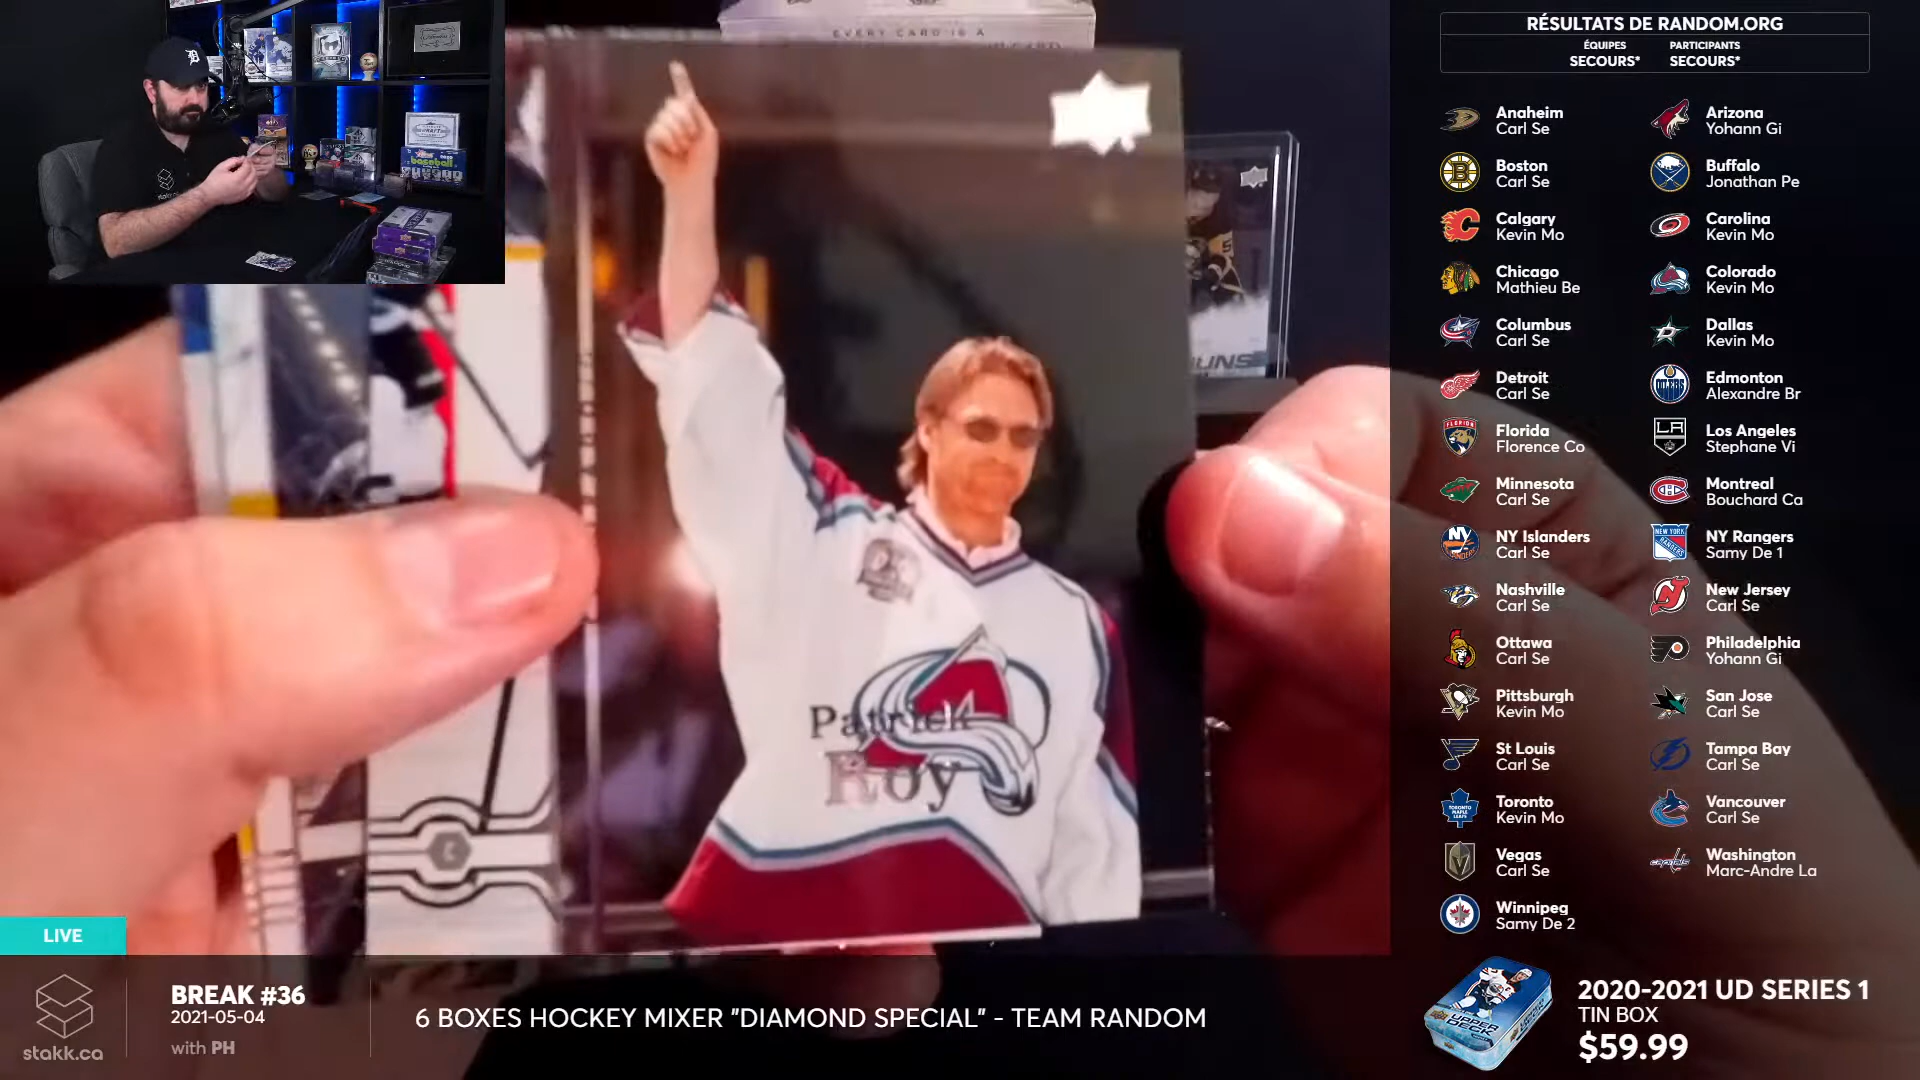 EVERY CARD IS A
Patrick
Roy
RÉSULTATS DE RANDOM.ORG
ÉQUIPES
SECOURS*
PARTICIPANTS
SECOURS*
Anaheim
Carl Se
Arizona
Yohann Gi
Boston
Carl Se
Buffalo
Jonathan Pe
Calgary
Kevin Mo
Carolina
Kevin Mo
Chicago
Mathieu Be
Colorado
Kevin Mo
Columbus
Carl Se
Dallas
Kevin Mo
Detroit
Carl Se
Edmonton
Alexandre Br
Florida
Florence Co
Los Angeles
Stephane Vi
Minnesota
Carl Se
Montreal
Bouchard Ca
NY Islanders
Carl Se
NY Rangers
Samy De 1
Nashville
Carl Se
New Jersey
Carl Se
Ottawa
Carl Se
Philadelphia
Yohann Gi
Pittsburgh
Kevin Mo
San Jose
Carl Se
St Louis
Carl Se
Tampa Bay
Carl Se
Toronto
Kevin Mo
Vancouver
Carl Se
Vegas
Carl Se
Washington
Marc-Andre La
Winnipeg
Samy De 2
LIVE
stakk.ca
BREAK #36
2021-05-04
with PH
6 BOXES HOCKEY MIXER "DIAMOND SPECIAL" - TEAM RANDOM
UPPER DECK
2020-2021 UD SERIES 1
TIN BOX
$59.99